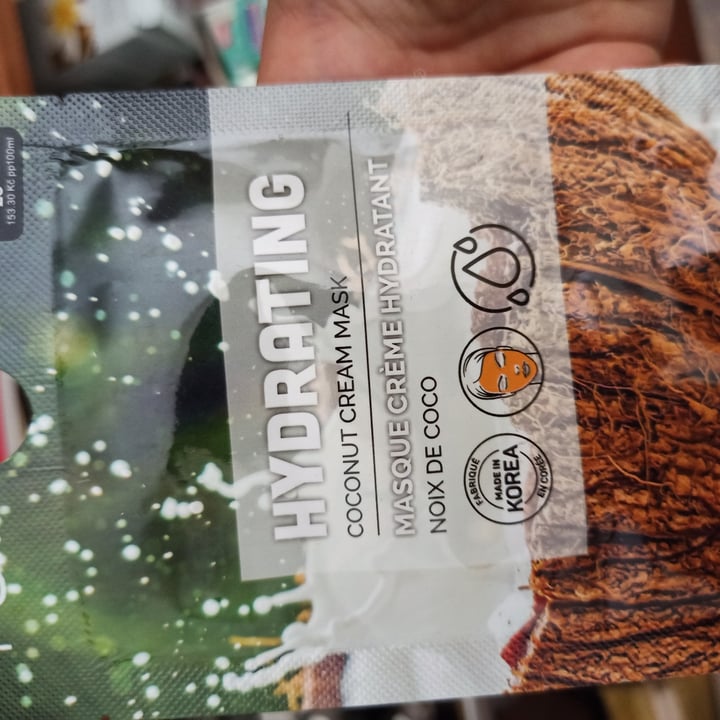 HYDRATING
COCONUT CREAM MASK
MASQUE CRÈME HYDRATANT
NOIX DE COCO
FABRIQUÉ
MADE IN
KOREA
EN CORÉE
153.30 Kč pp100ml